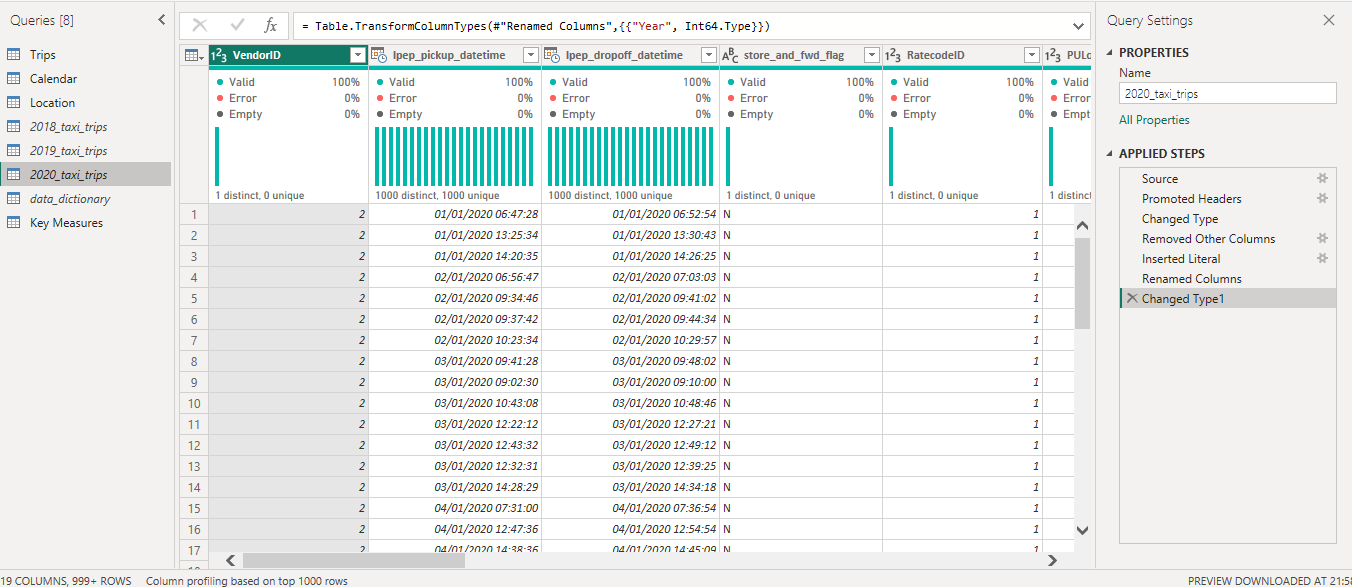 Queries [8]
Trips
Calendar
Location
2018_taxi_trips
2019_taxi_trips
2020_taxi_trips
data_dictionary
Key Measures
fx
= Table.TransformColumnTypes(#"Renamed Columns",{{"Year", Int64.Type}})
123 VendorID lpep_pickup_datetime lpep_dropoff_datetime ABC store_and_fwd_flag 123 RatecodeID 123 PULo
Valid 100% Valid 100% Valid 100% Valid 100% Valid 100% Valid
Error 0% Error 0% Error 0% Error 0% Error 0% Error
Empty 0% Empty 0% Empty 0% Empty 0% Empty 0% Empt
1 distinct, 0 unique 1000 distinct, 1000 unique 1000 distinct, 1000 unique 1 distinct, 0 unique 1 distinct, 0 unique 1 distinct
1 2 01/01/2020 06:47:28 01/01/2020 06:52:54 N 1
2 2 01/01/2020 13:25:34 01/01/2020 13:30:43 N 1
3 2 01/01/2020 14:20:35 01/01/2020 14:26:25 N 1
4 2 02/01/2020 06:56:47 02/01/2020 07:03:03 N 1
5 2 02/01/2020 09:34:46 02/01/2020 09:41:02 N 1
6 2 02/01/2020 09:37:42 02/01/2020 09:44:34 N 1
7 2 02/01/2020 10:23:34 02/01/2020 10:29:57 N 1
8 2 03/01/2020 09:41:28 03/01/2020 09:48:02 N 1
9 2 03/01/2020 09:02:30 03/01/2020 09:10:00 N 1
10 2 03/01/2020 10:43:08 03/01/2020 10:48:46 N 1
11 2 03/01/2020 12:22:12 03/01/2020 12:27:21 N 1
12 2 03/01/2020 12:43:32 03/01/2020 12:49:12 N 1
13 2 03/01/2020 12:32:31 03/01/2020 12:39:25 N 1
14 2 03/01/2020 14:28:29 03/01/2020 14:34:18 N 1
15 2 04/01/2020 07:31:00 04/01/2020 07:36:54 N 1
16 2 04/01/2020 12:47:36 04/01/2020 12:54:54 N 1
17 2 04/01/2020 14:38:36 04/01/2020 14:45:09 N 1
Query Settings
PROPERTIES
Name
2020_taxi_trips
All Properties
APPLIED STEPS
Source
Promoted Headers
Changed Type
Removed Other Columns
Inserted Literal
Renamed Columns
Changed Type1
19 COLUMNS, 999+ ROWS Column profiling based on top 1000 rows PREVIEW DOWNLOADED AT 21:5